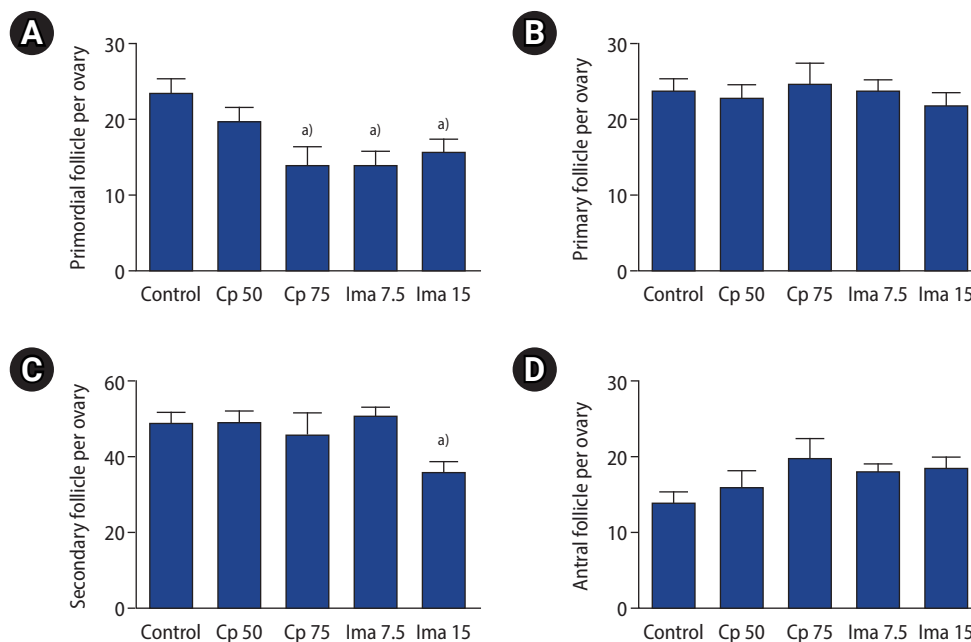 A
Primordial follicle per ovary
30
20
10
0
a)
a)
a)
Control Cp 50 Cp 75 Ima 7.5 Ima 15
B
Primary follicle per ovary
30
20
10
0
Control Cp 50 Cp 75 Ima 7.5 Ima 15
C
Secondary follicle per ovary
60
40
20
0
a)
Control Cp 50 Cp 75 Ima 7.5 Ima 15
D
Antral follicle per ovary
30
20
10
0
Control Cp 50 Cp 75 Ima 7.5 Ima 15